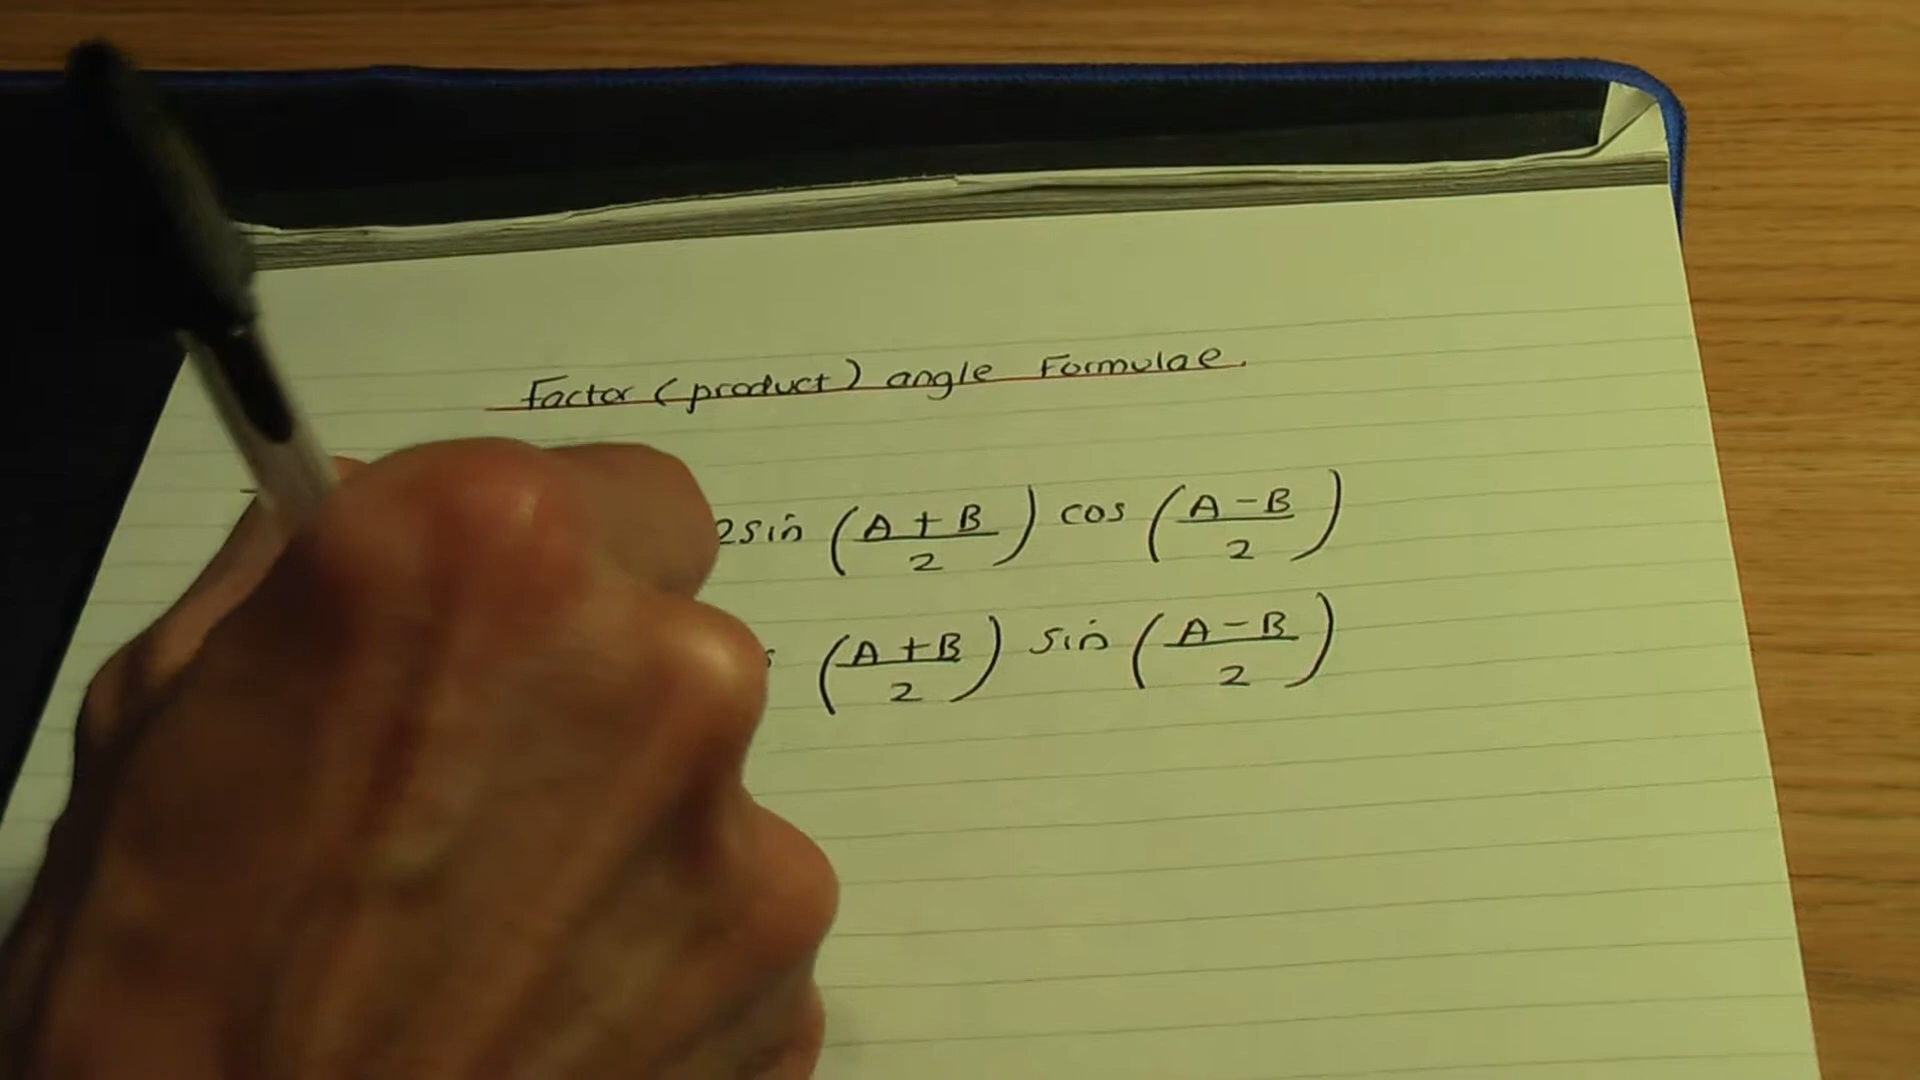 Factor (product) angle Formulae.
2sin (A + B / 2) cos (A - B / 2)
(A + B / 2) sin (A - B / 2)